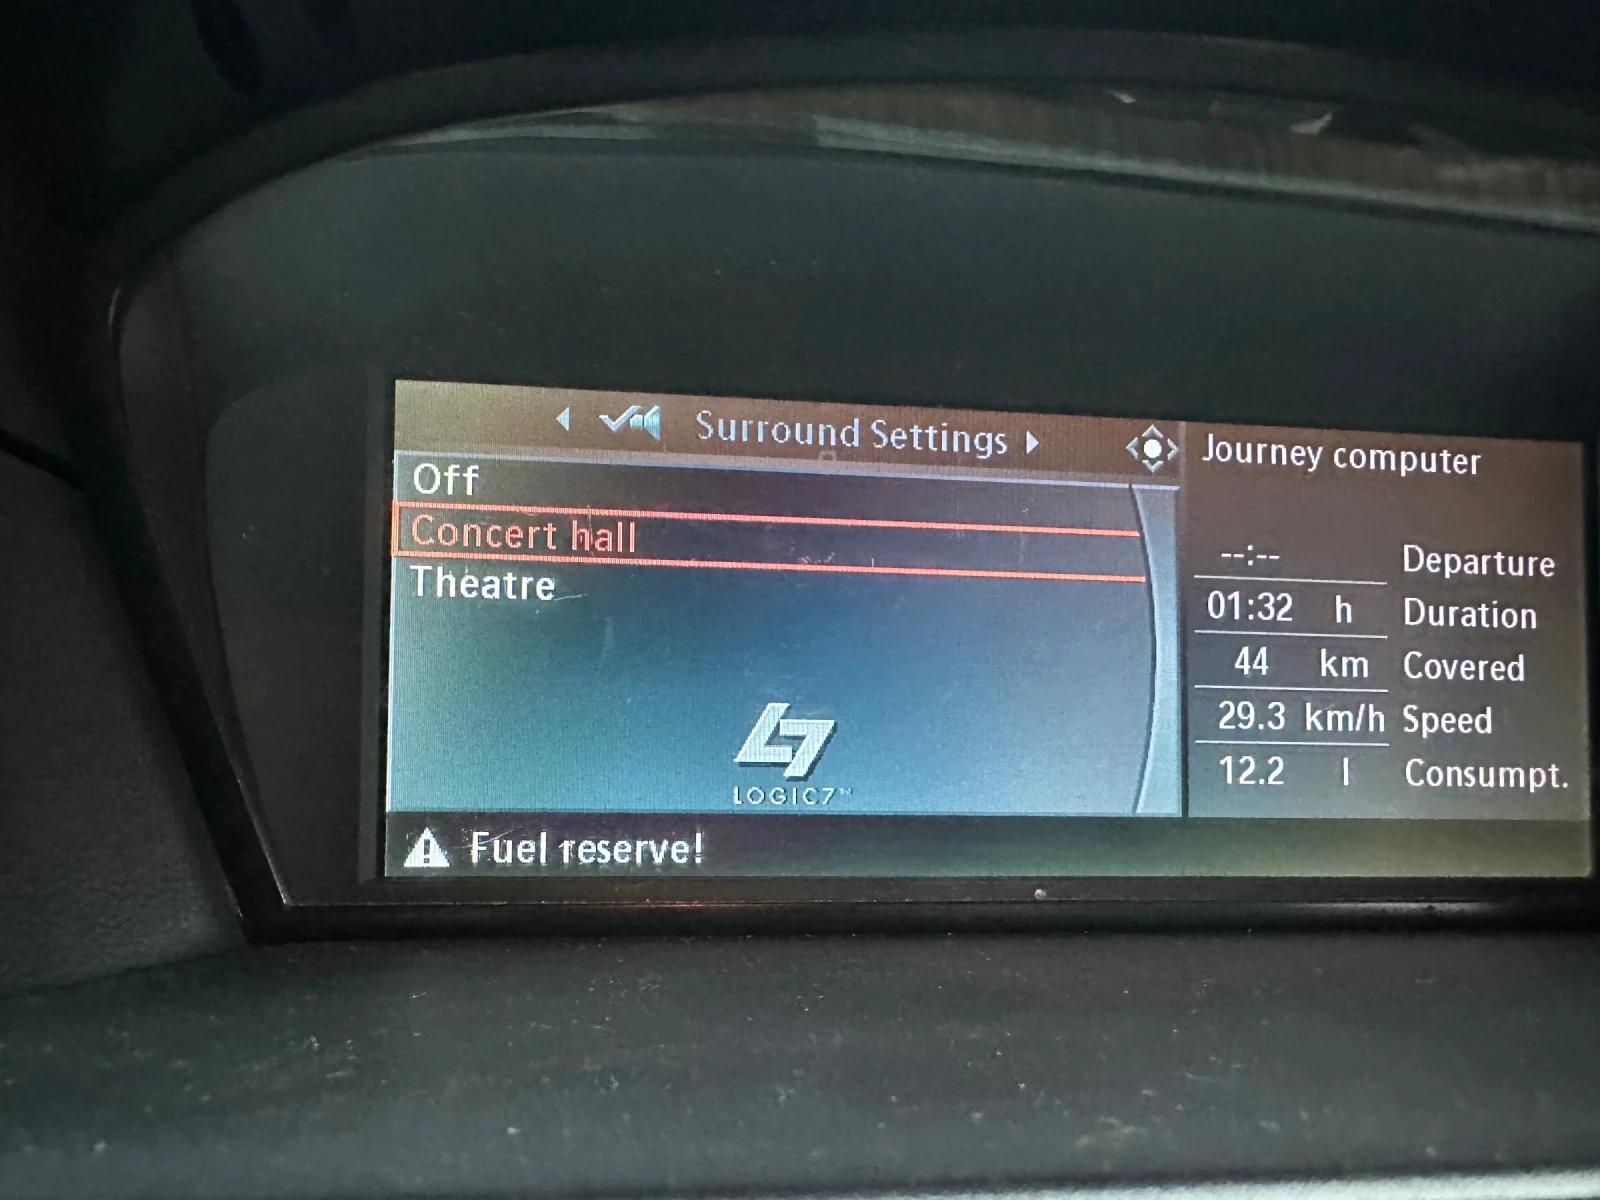 Surround Settings
Off
Concert hall
Theatre
LOGIC7™
Fuel reserve!
Journey computer
--:-- Departure
01:32 h Duration
44 km Covered
29.3 km/h Speed
12.2 l Consumpt.